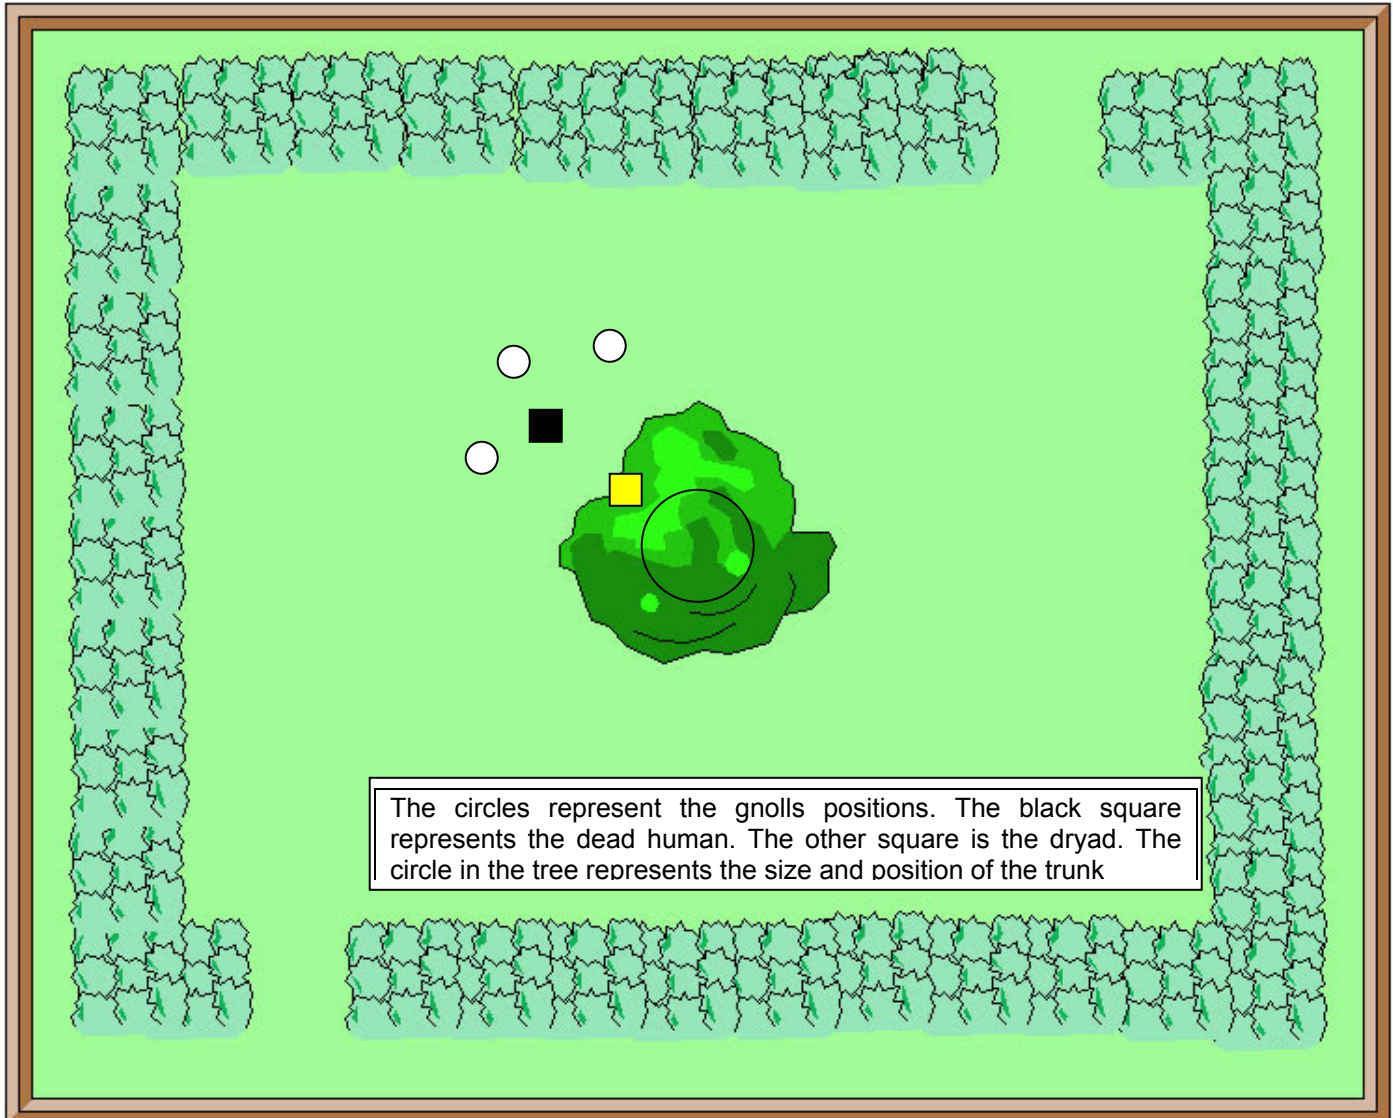 The circles represent the gnolls positions. The black square
represents the dead human. The other square is the dryad. The
circle in the tree represents the size and position of the trunk